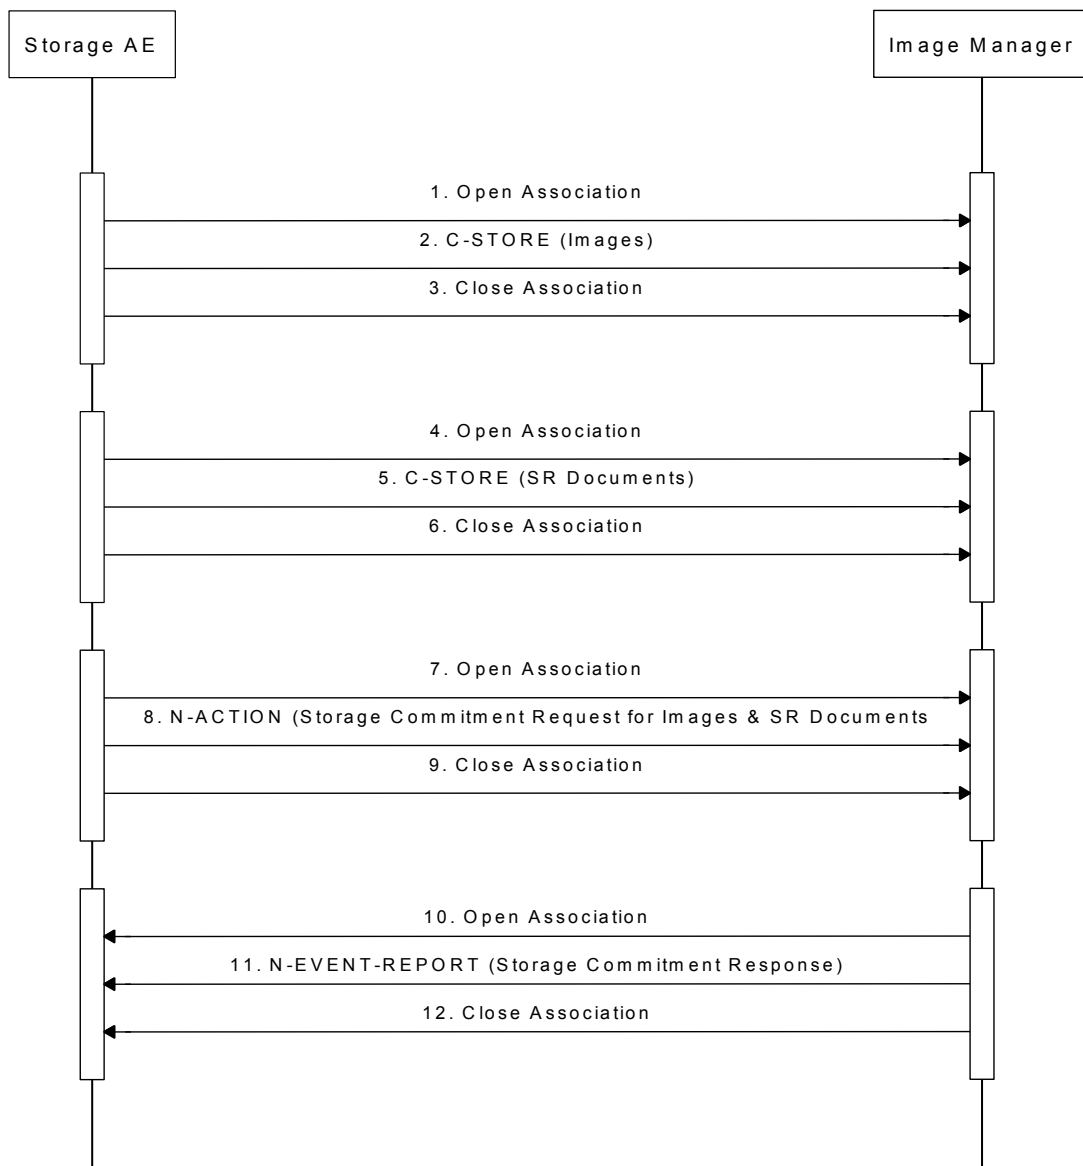 Storage AE
Image Manager
1. Open Association
2. C-STORE (Images)
3. Close Association
4. Open Association
5. C-STORE (SR Documents)
6. Close Association
7. Open Association
8. N-ACTION (Storage Commitment Request for Images & SR Documents
9. Close Association
10. Open Association
11. N-EVENT-REPORT (Storage Commitment Response)
12. Close Association